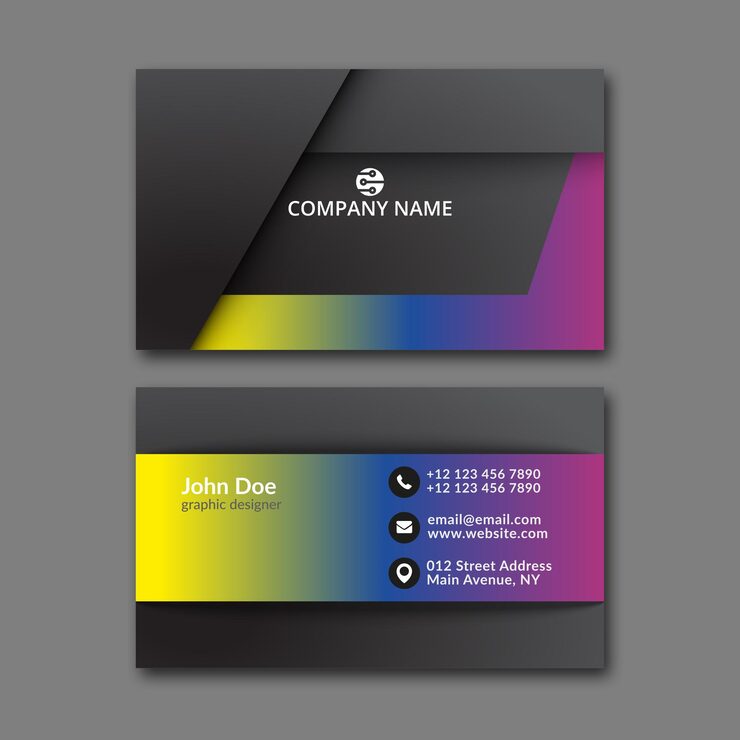 COMPANY NAME
John Doe
graphic designer
+12 123 456 7890
+12 123 456 7890
email@email.com
www.website.com
012 Street Address
Main Avenue, NY